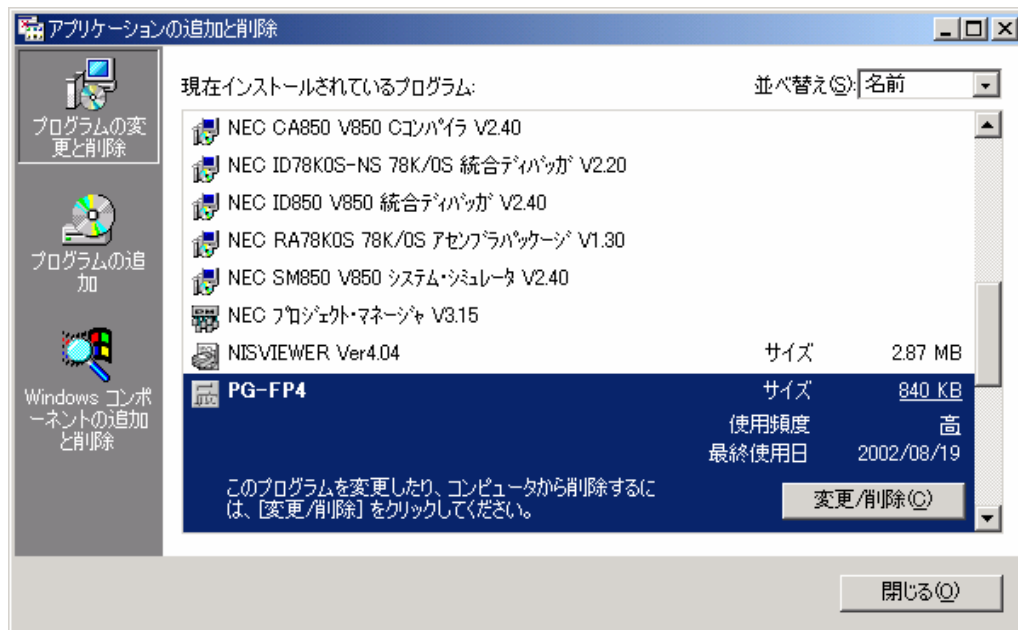 アプリケーションの追加と削除
プログラムの変
更と削除
プログラムの追
加
Windows コンポ
ーネントの追加
と削除
現在インストールされているプログラム:
並べ替え(S): 名前
NEC CA850 V850 Cコンパイラ V2.40
NEC ID78K0S-NS 78K/0S 統合ディバッガ V2.20
NEC ID850 V850 統合ディバッガ V2.40
NEC RA78K0S 78K/0S アセンブラパッケージ V1.30
NEC SM850 V850 システム・シミュレータ V2.40
NEC プロジェクト・マネージャ V3.15
NISVIEWER Ver4.04 サイズ 2.87 MB
PG-FP4 サイズ 840 KB
使用頻度 高
最終使用日 2002/08/19
このプログラムを変更したり、コンピュータから削除するに
は、[変更/削除] をクリックしてください。
変更/削除(C)
閉じる(O)